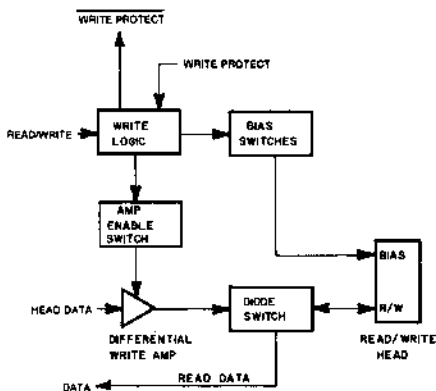 WRITE PROTECT
WRITE PROTECT
READ/WRITE
WRITE
LOGIC
BIAS
SWITCHES
AMP
ENABLE
SWITCH
BIAS
HEAD DATA
DIODE
SWITCH
R/W
DIFFERENTIAL
WRITE AMP
READ/WRITE
HEAD
READ DATA
DATA